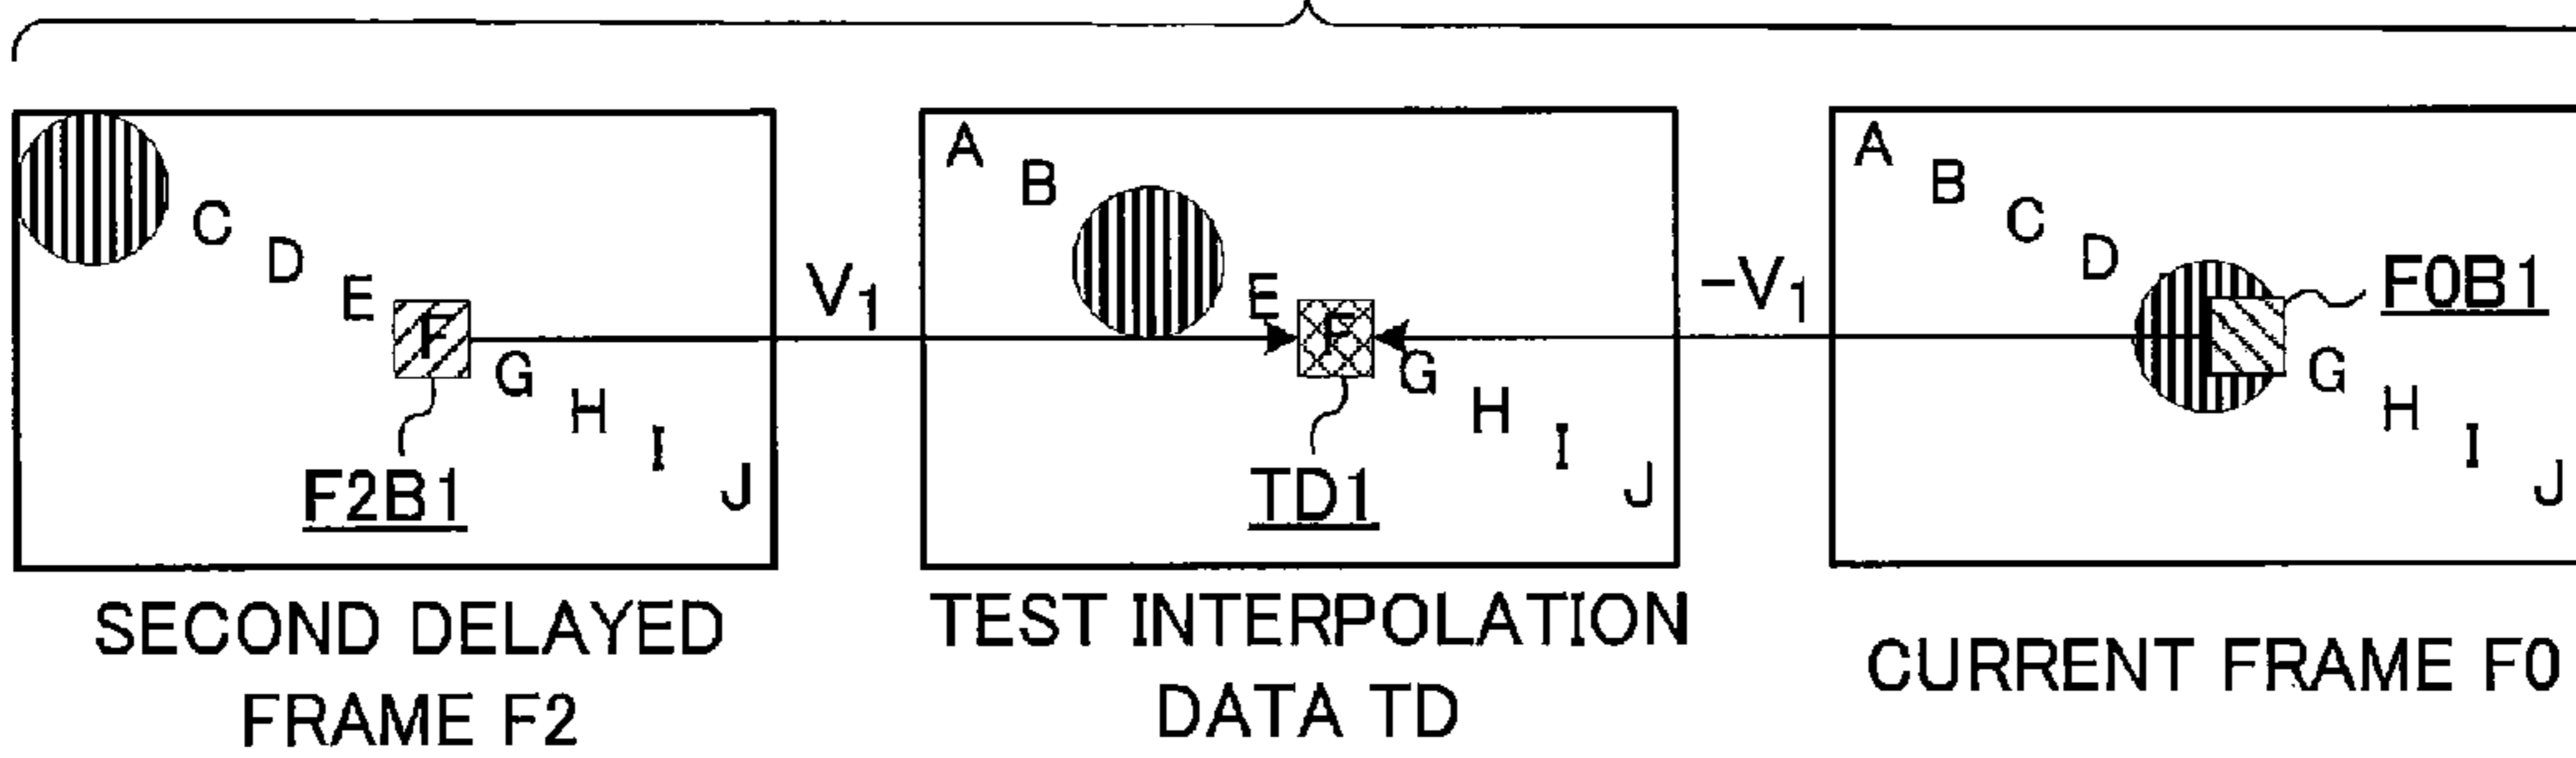 C D E F G H I J
F2B1
V1
A B E F G H I J
TD1
-V1
A B C D G H I J
F0B1
SECOND DELAYED
FRAME F2
TEST INTERPOLATION
DATA TD
CURRENT FRAME F0